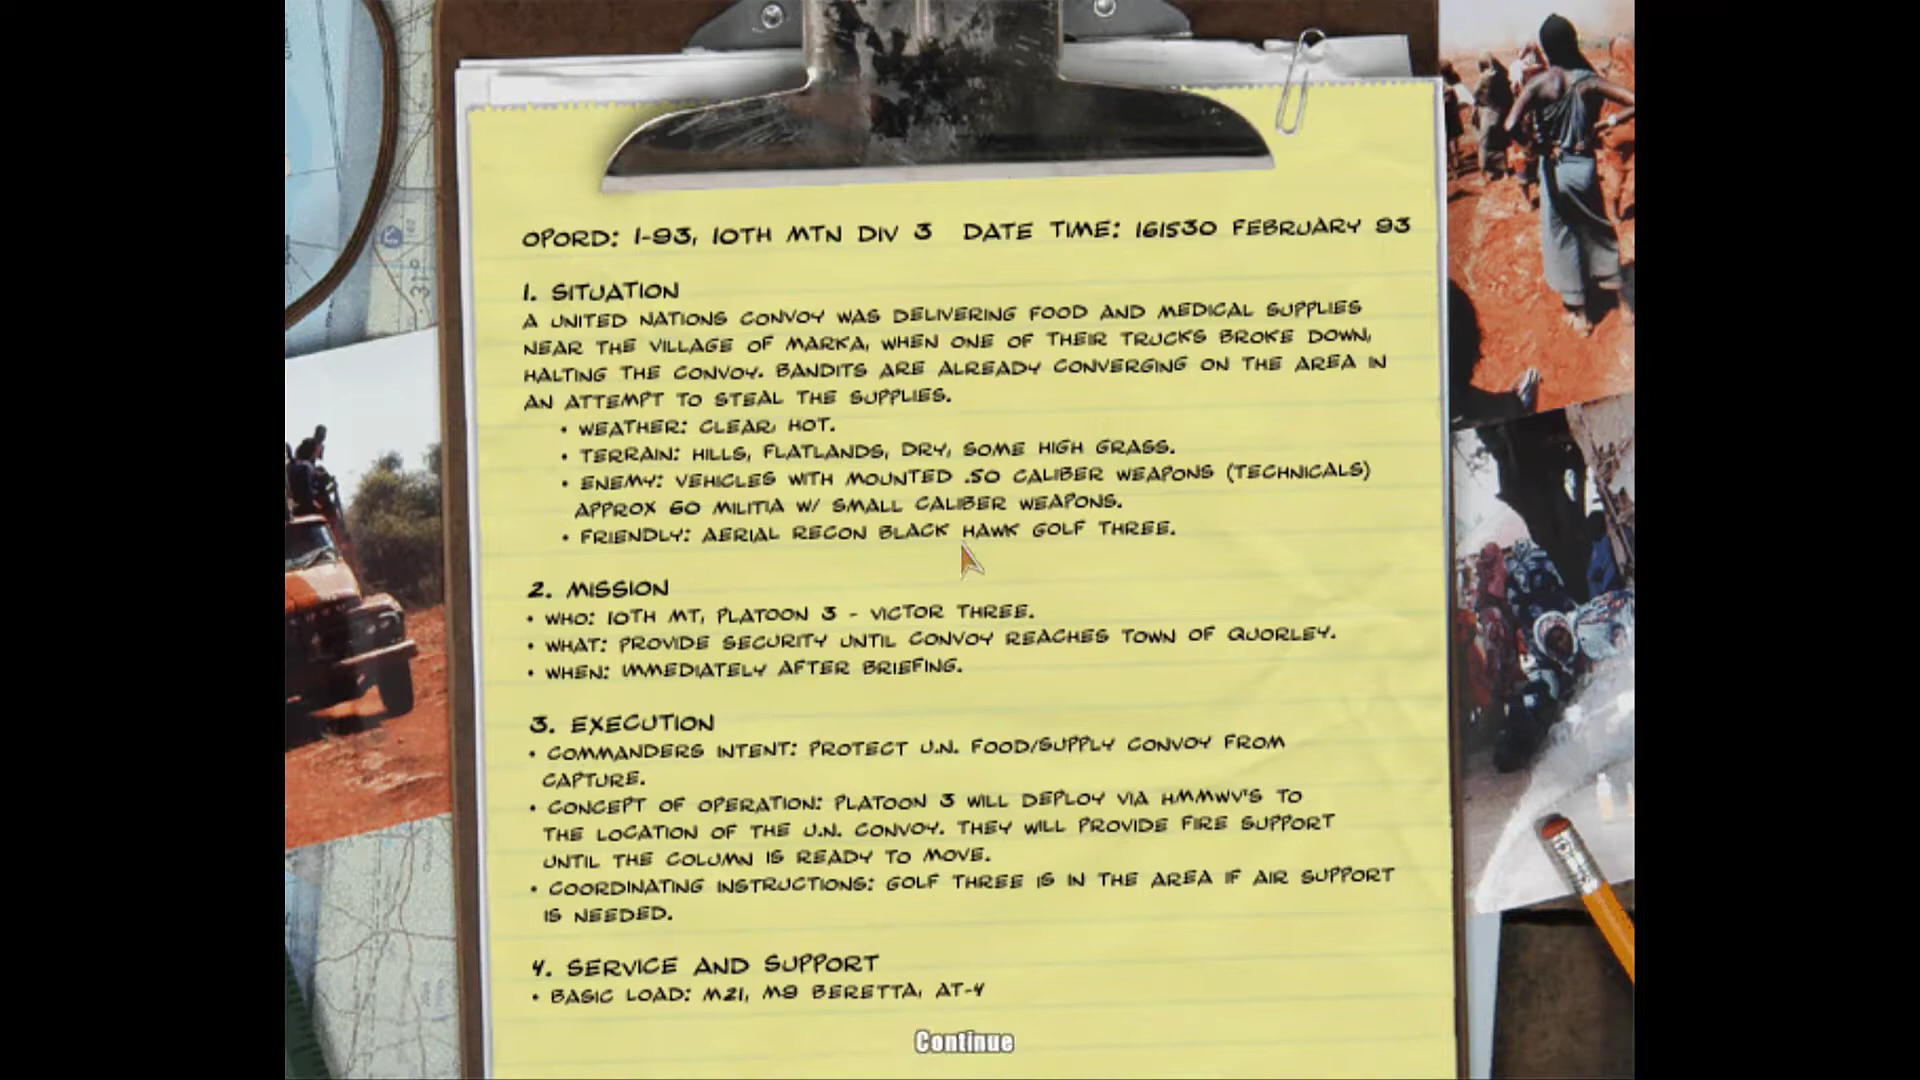 OPORD: 1-93, 10TH MTN DIV 3 DATE TIME: 161530 FEBRUARY 93
1. SITUATION
A UNITED NATIONS CONVOY WAS DELIVERING FOOD AND MEDICAL SUPPLIES
NEAR THE VILLAGE OF MARKA, WHEN ONE OF THEIR TRUCKS BROKE DOWN,
HALTING THE CONVOY. BANDITS ARE ALREADY CONVERGING ON THE AREA IN
AN ATTEMPT TO STEAL THE SUPPLIES.
• WEATHER: CLEAR, HOT.
• TERRAIN: HILLS, FLATLANDS, DRY, SOME HIGH GRASS.
• ENEMY: VEHICLES WITH MOUNTED .50 CALIBER WEAPONS (TECHNICALS)
APPROX 60 MILITIA W/ SMALL CALIBER WEAPONS.
• FRIENDLY: AERIAL RECON BLACK HAWK GOLF THREE.
2. MISSION
• WHO: 10TH MT, PLATOON 3 - VICTOR THREE.
• WHAT: PROVIDE SECURITY UNTIL CONVOY REACHES TOWN OF QUORLEY.
• WHEN: IMMEDIATELY AFTER BRIEFING.
3. EXECUTION
• COMMANDERS INTENT: PROTECT U.N. FOOD/SUPPLY CONVOY FROM
CAPTURE.
• CONCEPT OF OPERATION: PLATOON 3 WILL DEPLOY VIA HMMWV'S TO
THE LOCATION OF THE U.N. CONVOY. THEY WILL PROVIDE FIRE SUPPORT
UNTIL THE COLUMN IS READY TO MOVE.
• COORDINATING INSTRUCTIONS: GOLF THREE IS IN THE AREA IF AIR SUPPORT
IS NEEDED.
4. SERVICE AND SUPPORT
• BASIC LOAD: M21, M9 BERETTA, AT-4
Continue